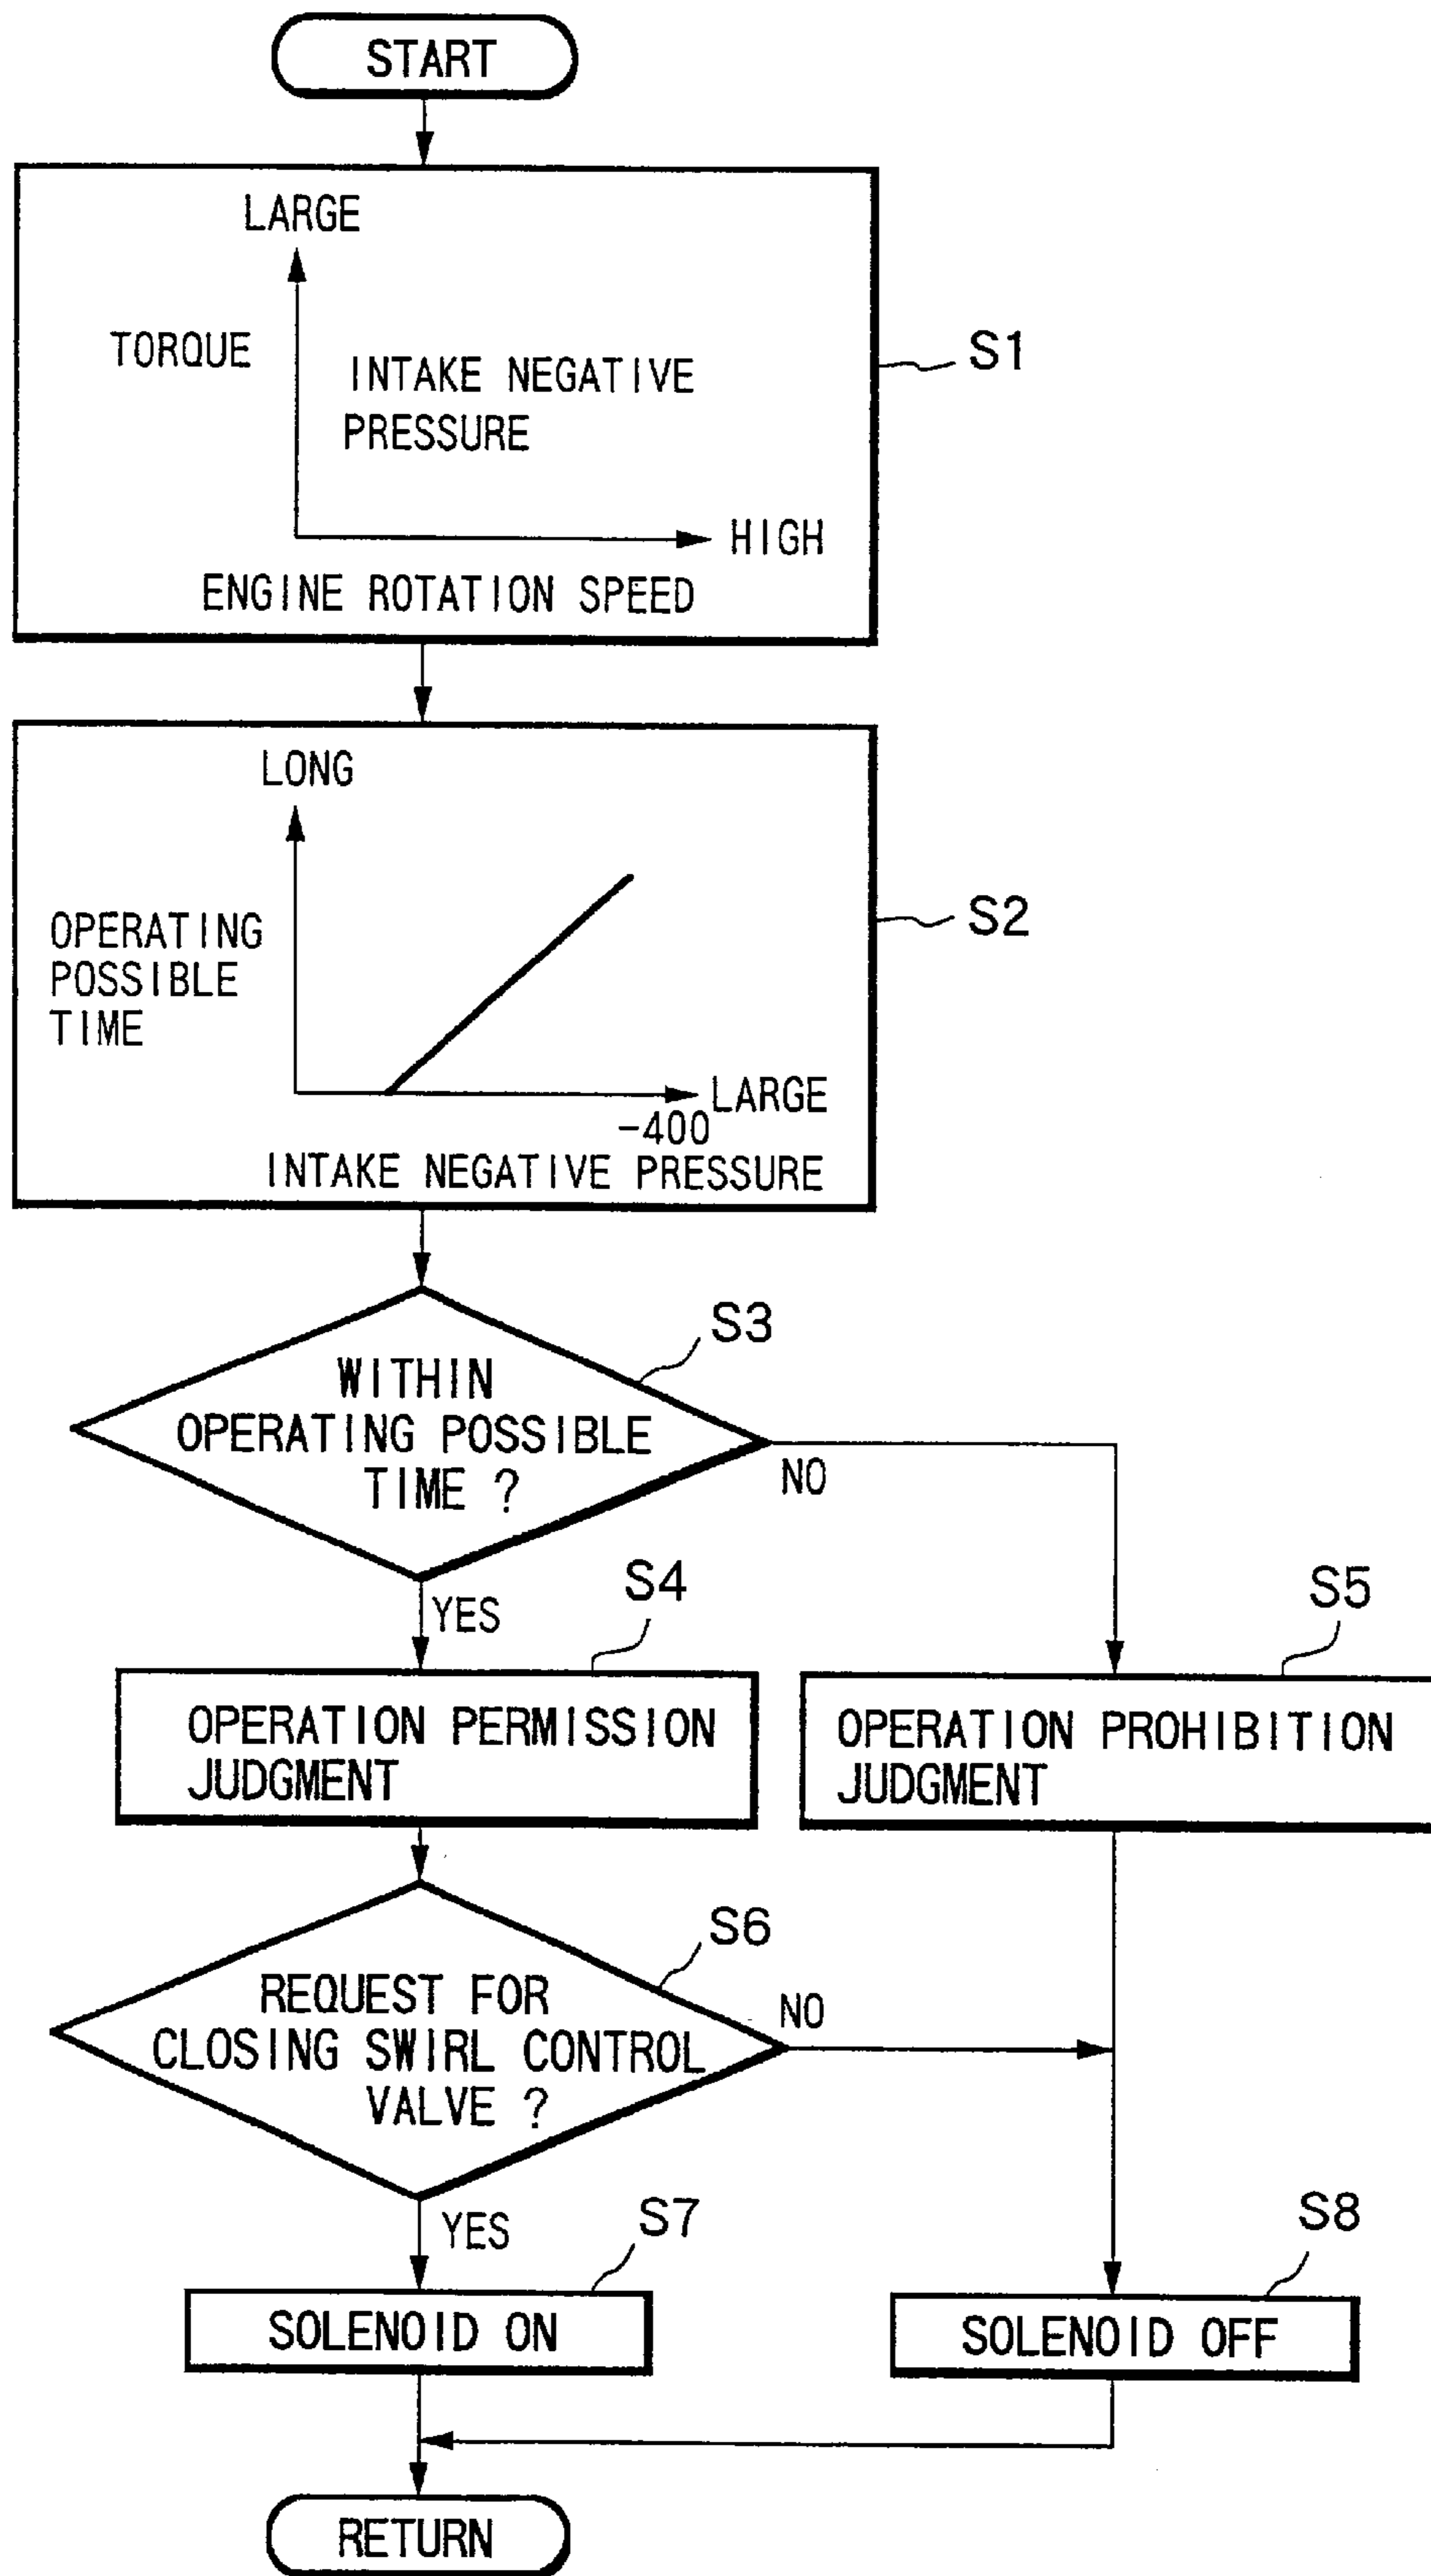 START
LARGE
TORQUE
INTAKE NEGATIVE
PRESSURE
S1
HIGH
ENGINE ROTATION SPEED
LONG
OPERATING
POSSIBLE
TIME
S2
LARGE
-400
INTAKE NEGATIVE PRESSURE
S3
WITHIN
OPERATING POSSIBLE
TIME ?
NO
YES
S4
S5
OPERATION PERMISSION
JUDGMENT
OPERATION PROHIBITION
JUDGMENT
S6
REQUEST FOR
CLOSING SWIRL CONTROL
VALVE ?
NO
YES
S7
S8
SOLENOID ON
SOLENOID OFF
RETURN